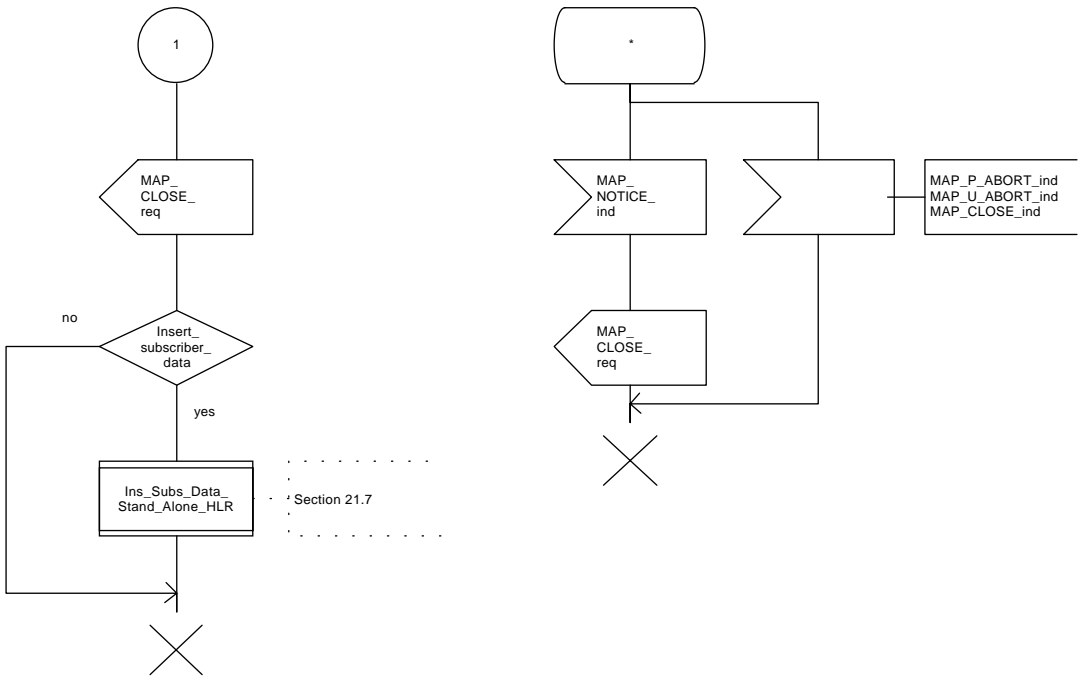 1
MAP_
CLOSE_
req
no
Insert_
subscriber_
data
yes
Ins_Subs_Data_
Stand_Alone_HLR
Section 21.7
*
MAP_
NOTICE_
ind
MAP_P_ABORT_ind
MAP_U_ABORT_ind
MAP_CLOSE_ind
MAP_
CLOSE_
req